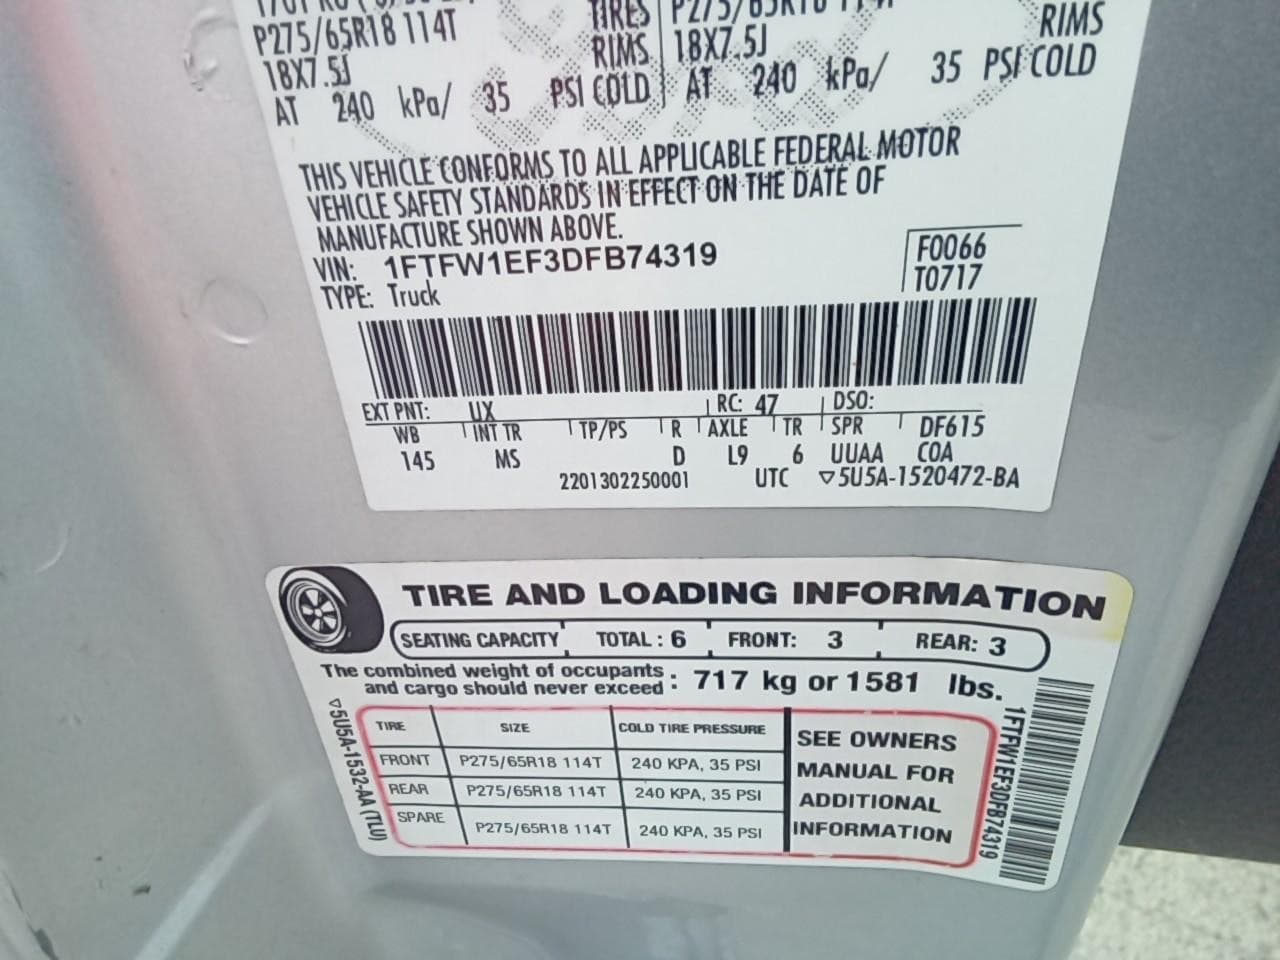 P275/65R18 114T TIRES P275/65R18 114T
18X7.5J RIMS 18X7.5J RIMS
AT 240 kPa/ 35 PSI COLD AT 240 kPa/ 35 PSI COLD
THIS VEHICLE CONFORMS TO ALL APPLICABLE FEDERAL MOTOR
VEHICLE SAFETY STANDARDS IN EFFECT ON THE DATE OF
MANUFACTURE SHOWN ABOVE.
VIN: 1FTFW1EF3DFB74319 F0066
TYPE: Truck T0717
EXT PNT: UX RC: 47 DSO:
WB INT TR TP/PS R AXLE TR SPR DF615
145 MS D L9 6 UUAA COA
2201302250001 UTC ▽5U5A-1520472-BA
TIRE AND LOADING INFORMATION
SEATING CAPACITY TOTAL : 6 FRONT: 3 REAR: 3
The combined weight of occupants
and cargo should never exceed : 717 kg or 1581 lbs.
TIRE SIZE COLD TIRE PRESSURE
FRONT P275/65R18 114T 240 KPA, 35 PSI
REAR P275/65R18 114T 240 KPA, 35 PSI
SPARE P275/65R18 114T 240 KPA, 35 PSI
SEE OWNERS
MANUAL FOR
ADDITIONAL
INFORMATION
▽5U5A-1532-AA (TLU)
1FTFW1EF3DFB74319